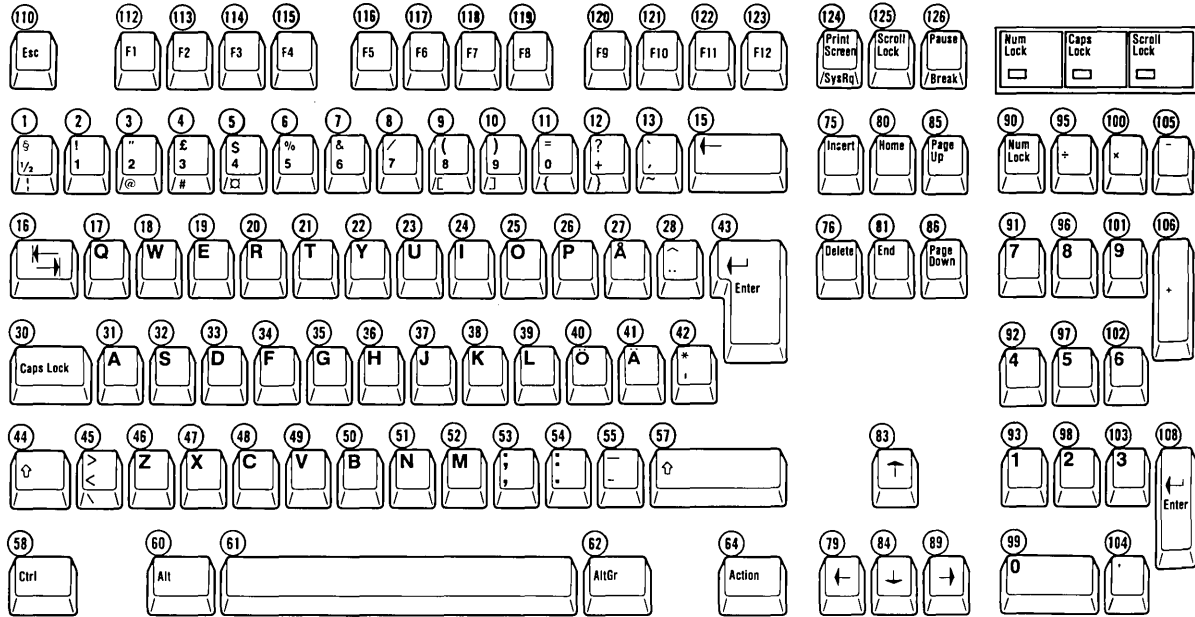 110 112 113 114 115 116 117 118 119 120 121 122 123 124 125 126
Esc F1 F2 F3 F4 F5 F6 F7 F8 F9 F10 F11 F12 Print Screen /SysRq\ Scroll Lock Pause /Break\ Num Lock Caps Lock Scroll Lock
1 2 3 4 5 6 7 8 9 10 11 12 13 15 75 80 85 90 95 100 105
§ ! " £ $ % & / ( ) = ? ` ← Insert Home Page Up Num Lock ÷ × -
1/2 1 2 3 4 5 6 7 8 9 0 + ´
¦ /@ /# /¤ /[ /] /{ /} /~
16 17 18 19 20 21 22 23 24 25 26 27 28 43 76 81 86 91 96 101 106
Q W E R T Y U I O P Å ^ ¨ ↵ Enter Delete End Page Down 7 8 9 +
30 31 32 33 34 35 36 37 38 39 40 41 42 92 97 102
Caps Lock A S D F G H J K L Ö Ä * ' 4 5 6
44 45 46 47 48 49 50 51 52 53 54 55 57 83 93 98 103 108
⇧ > < \ Z X C V B N M ; , : . _ - ⇧ ↑ 1 2 3 ↵ Enter
58 60 61 62 64 79 84 89 99 104
Ctrl Alt AltGr Action ← ↓ → 0 ,